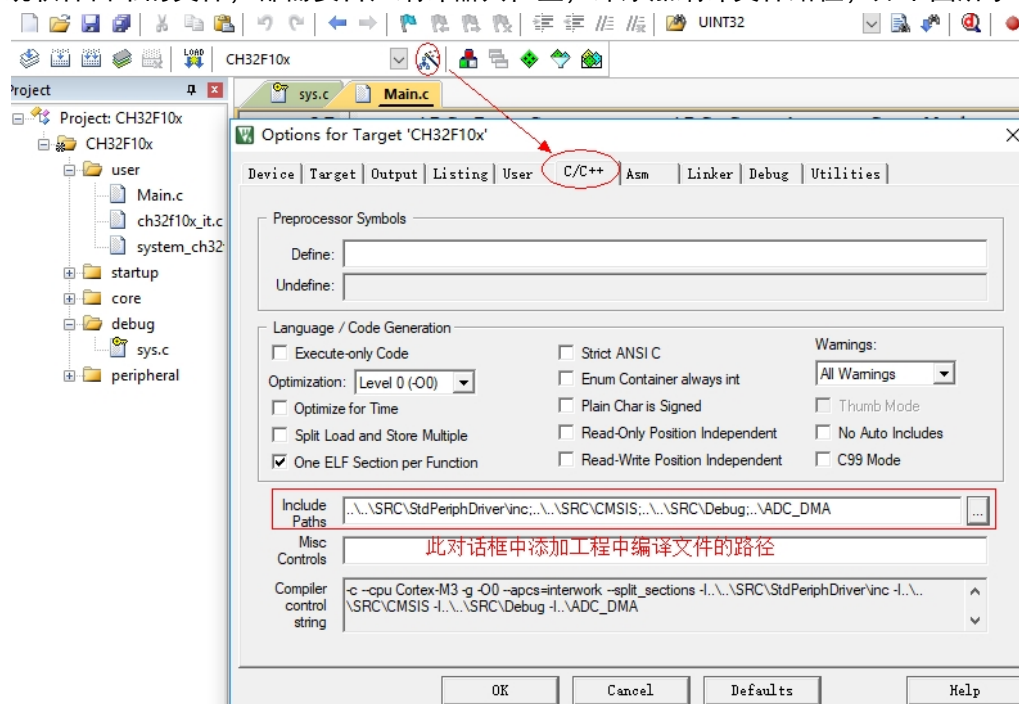 UINT32
LOAD
CH32F10x
Project
Project: CH32F10x
CH32F10x
user
Main.c
ch32f10x_it.c
system_ch32
startup
core
debug
sys.c
peripheral
sys.c
Main.c
Options for Target 'CH32F10x'
Device
Target
Output
Listing
User
C/C++
Asm
Linker
Debug
Utilities
Preprocessor Symbols
Define:
Undefine:
Language / Code Generation
Execute-only Code
Optimization: Level 0 (-O0)
Optimize for Time
Split Load and Store Multiple
One ELF Section per Function
Strict ANSI C
Enum Container always int
Plain Char is Signed
Read-Only Position Independent
Read-Write Position Independent
Warnings:
All Warnings
Thumb Mode
No Auto Includes
C99 Mode
Include
Paths
..\..\SRC\StdPeriphDriver\inc;..\..\SRC\CMSIS;..\..\SRC\Debug;..\ADC_DMA
...
Misc
Controls
此对话框中添加工程中编译文件的路径
Compiler
control
string
-c --cpu Cortex-M3 -g -O0 --apcs=interwork --split_sections -I..\..\SRC\StdPeriphDriver\inc -I..\..
\SRC\CMSIS -I..\..\SRC\Debug -I..\ADC_DMA
OK
Cancel
Defaults
Help